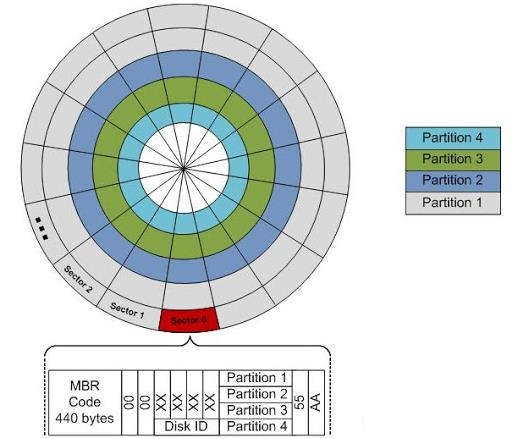 Partition 4
Partition 3
Partition 2
Partition 1
Sector 2
Sector 1
Sector 0
MBR
Code
440 bytes
00
00
XX
XX
XX
XX
Disk ID
Partition 1
Partition 2
Partition 3
Partition 4
55
AA